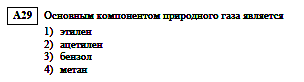 А29 Основным компонентом природного газа является
1) этилен
2) ацетилен
3) бензол
4) метан